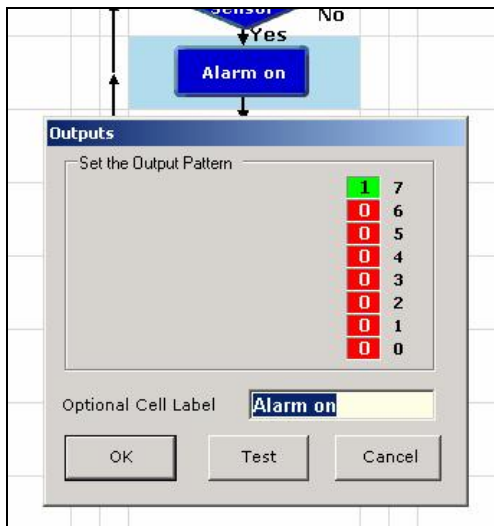 Sensor
No
Yes
Alarm on
Outputs
Set the Output Pattern
1 7
0 6
0 5
0 4
0 3
0 2
0 1
0 0
Optional Cell Label Alarm on
OK Test Cancel